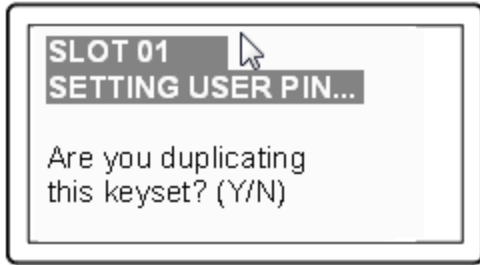 SLOT 01
SETTING USER PIN...
Are you duplicating
this keyset? (Y/N)